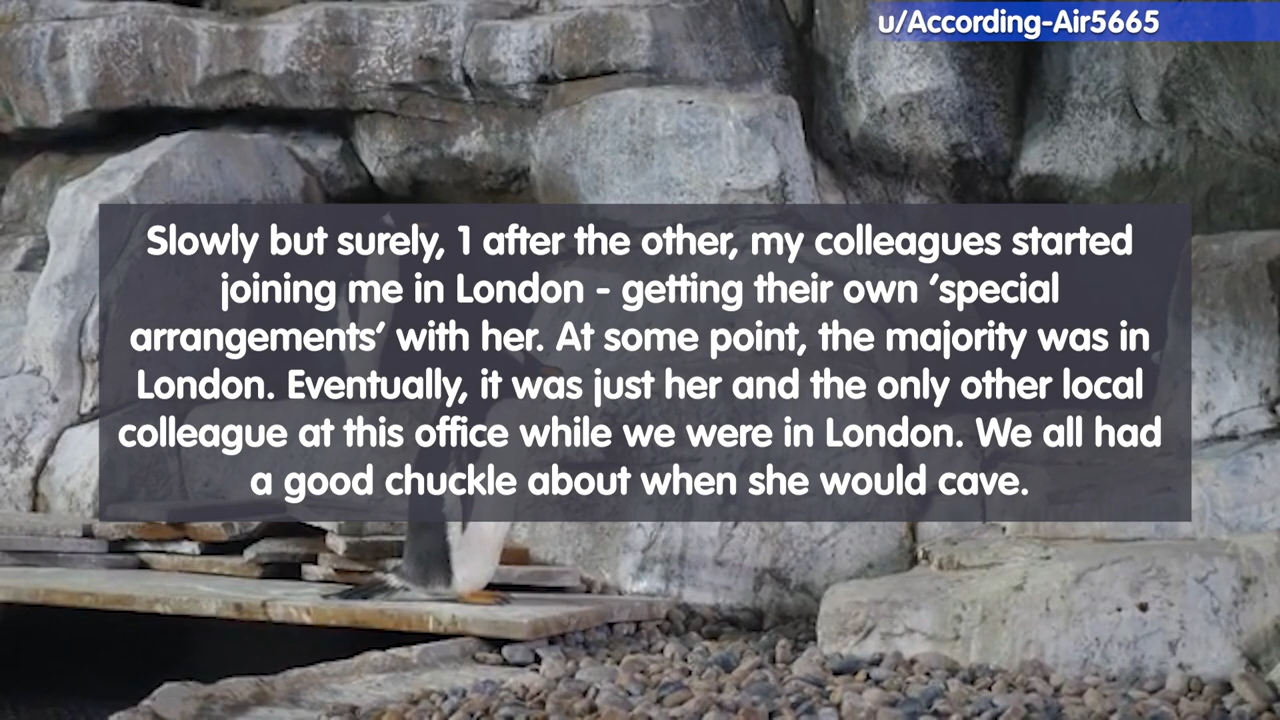 u/According-Air5665
Slowly but surely, 1 after the other, my colleagues started
joining me in London - getting their own ‘special
arrangements’ with her. At some point, the majority was in
London. Eventually, it was just her and the only other local
colleague at this office while we were in London. We all had
a good chuckle about when she would cave.